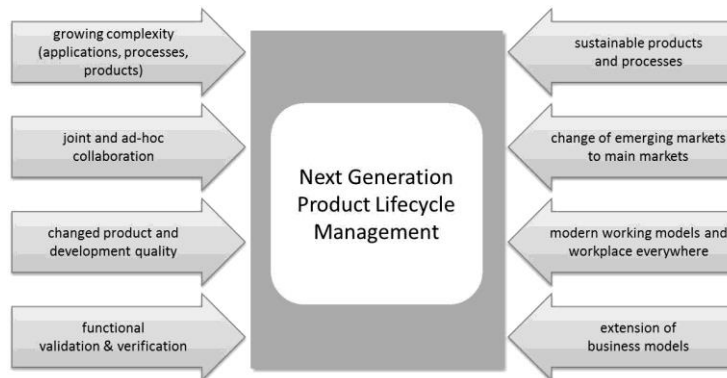 growing complexity
(applications, processes,
products)
joint and ad-hoc
collaboration
changed product and
development quality
functional
validation & verification
Next Generation
Product Lifecycle
Management
sustainable products
and processes
change of emerging markets
to main markets
modern working models and
workplace everywhere
extension of
business models